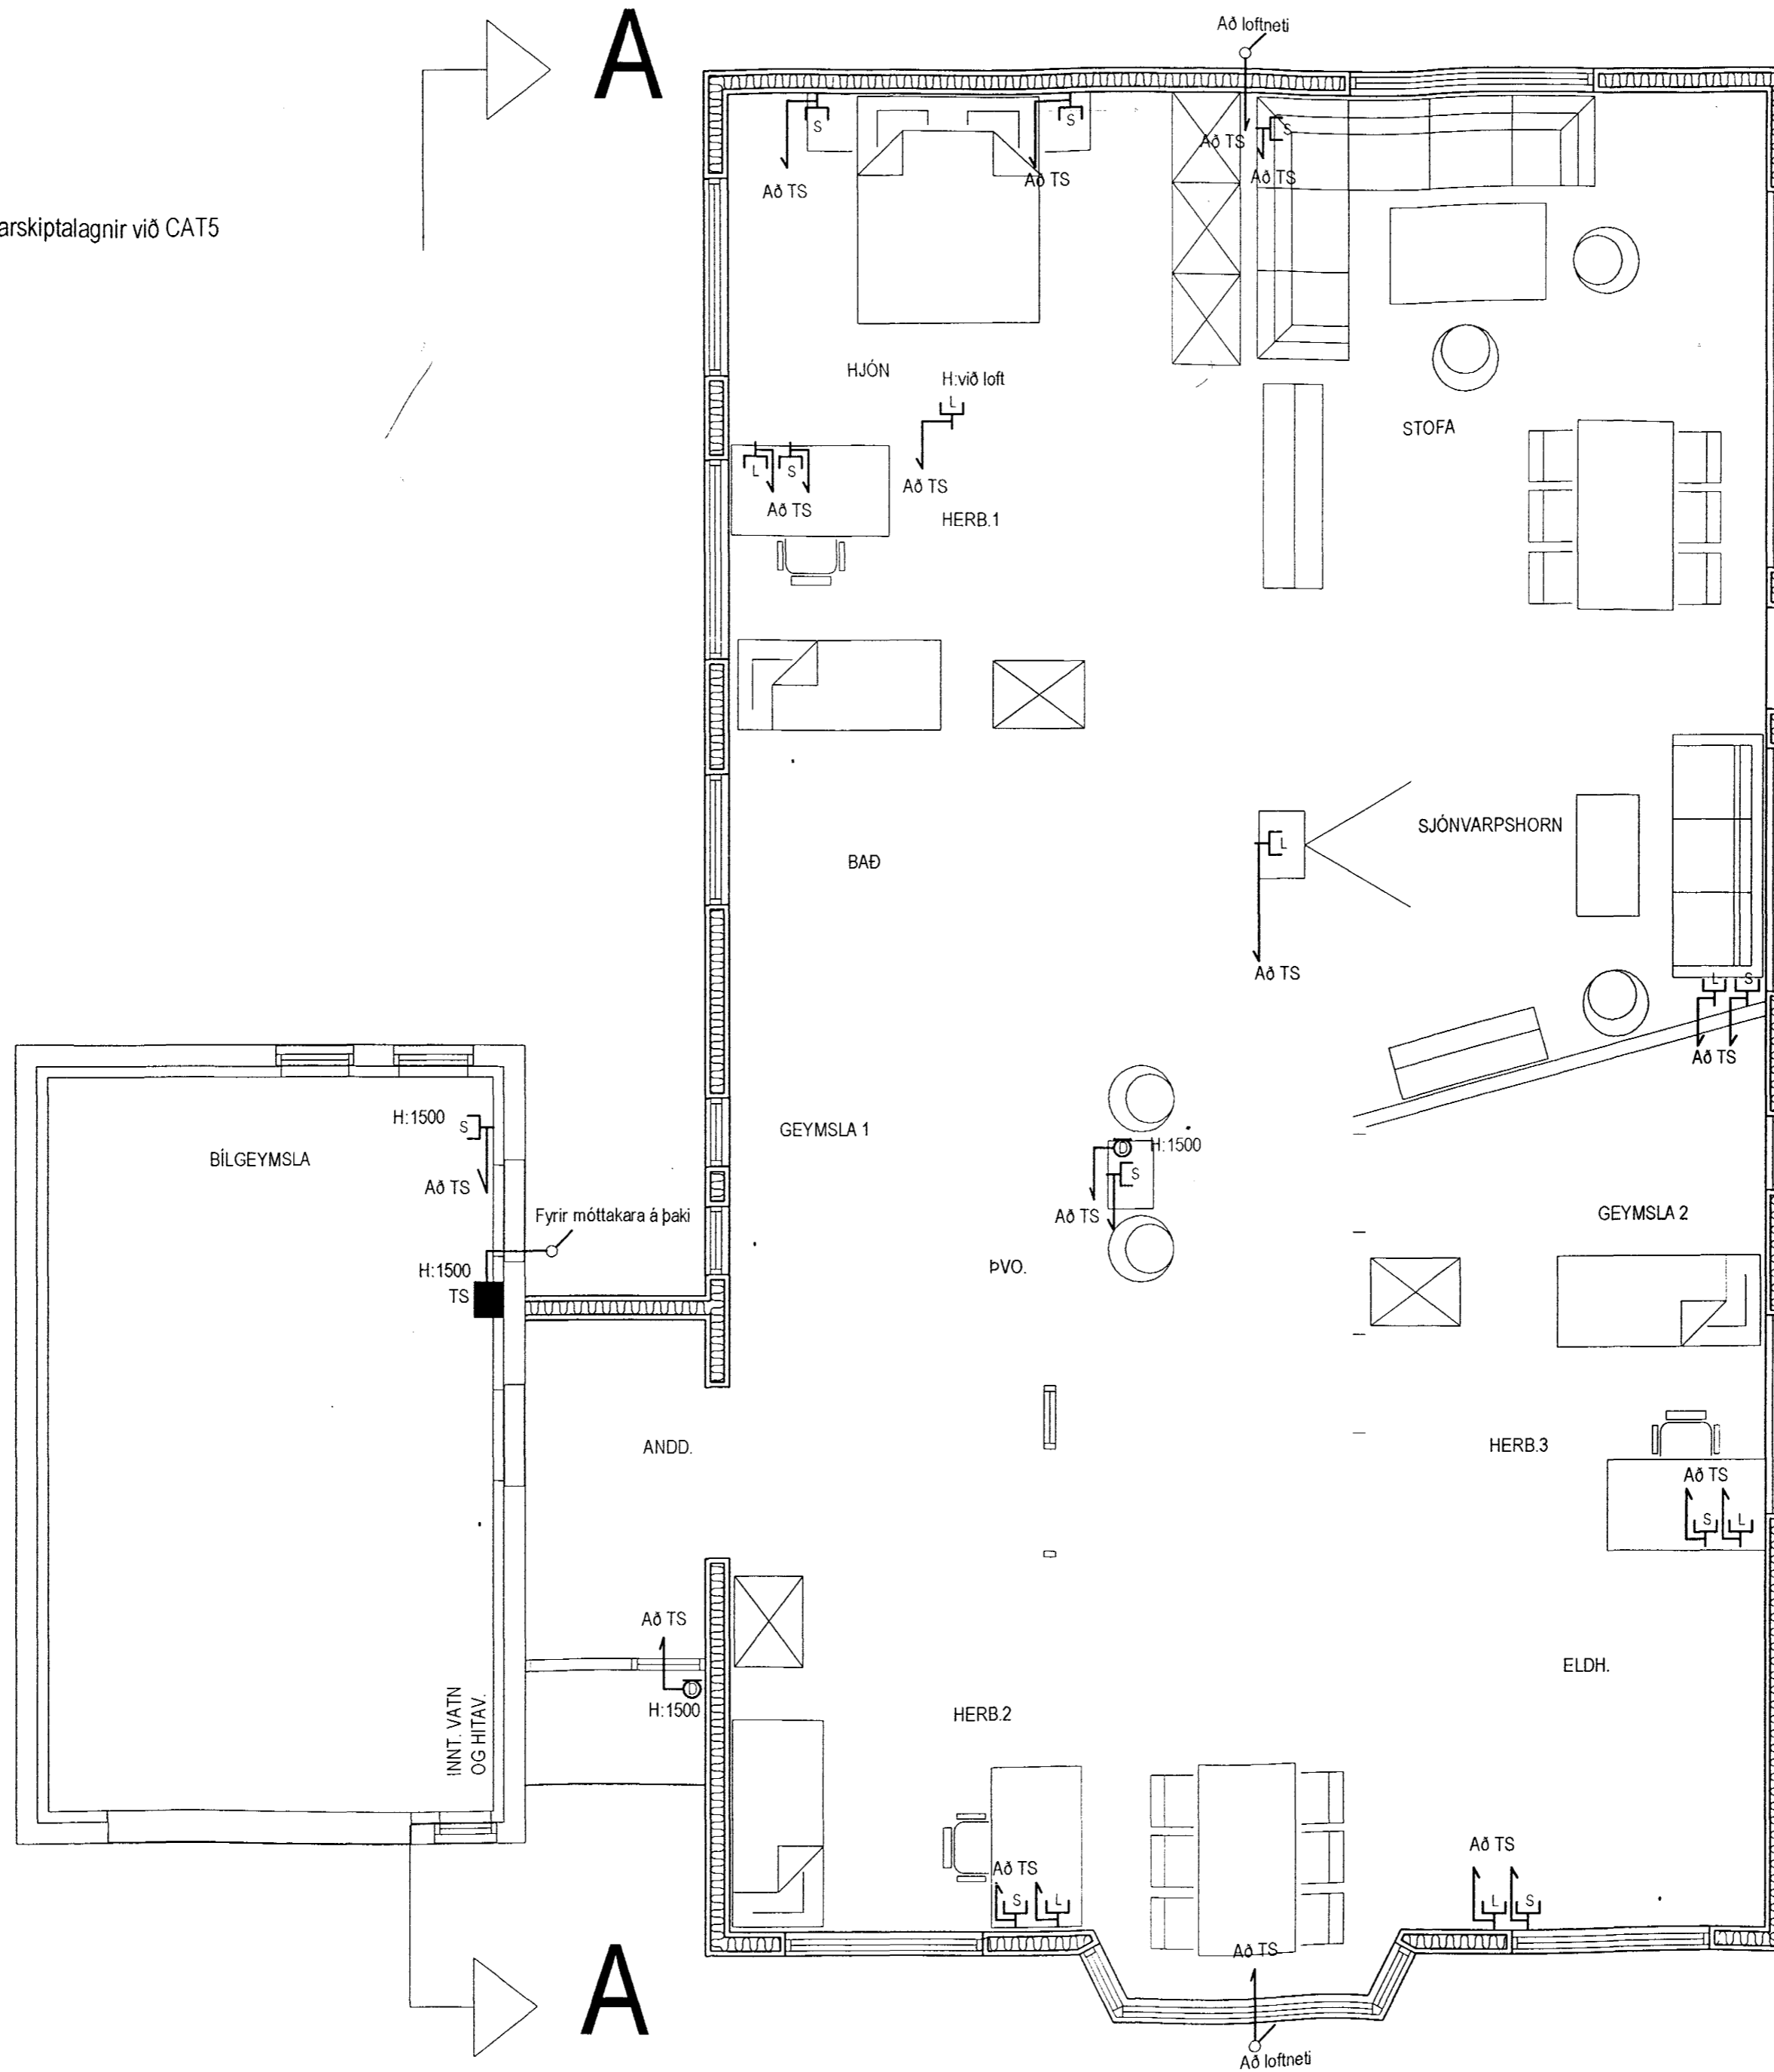 A
Að loftneti
S
S
Að TS
S
Að TS
Að TS
Að TS
arskiptalagnir við CAT5
HJÓN
H:við loft
L
STOFA
L
S
Að TS
Að TS
HERB.1
BAÐ
L
SJÓNVARPSHORN
Að TS
L
S
Að TS
H:1500
S
BÍLGEYMSLA
Að TS
GEYMSLA 1
D
H:1500
S
Að TS
Fyrir móttakara á þaki
GEYMSLA 2
H:1500
TS
ÞVO.
ANDD.
HERB.3
Að TS
S
L
Að TS
D
H:1500
ELDH.
INNT. VATN
OG HITAV.
HERB.2
Að TS
S
L
Að TS
L
S
Að TS
A
Að loftneti